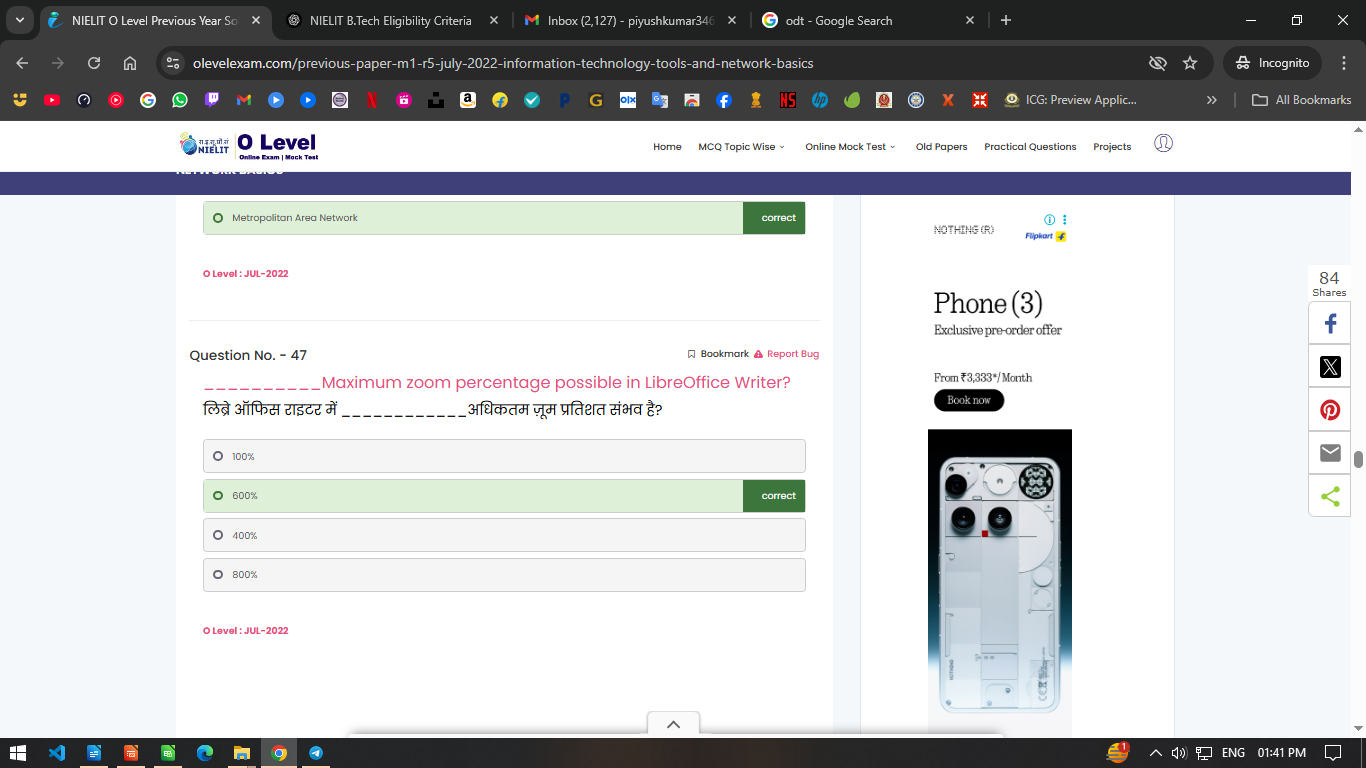 NIELIT O Level Previous Year So
NIELIT B.Tech Eligibility Criteria
Inbox (2,127) - piyushkumar346
odt - Google Search
olevelexam.com/previous-paper-m1-r5-july-2022-information-technology-tools-and-network-basics
Incognito
ICG: Preview Applic...
All Bookmarks
रा.इ.सू.प्रौ.सं
NIELIT
O Level
Online Exam | Mock Test
Home
MCQ Topic Wise
Online Mock Test
Old Papers
Practical Questions
Projects
NETWORK BASICS
Metropolitan Area Network
correct
O Level : JUL-2022
Question No. - 47
Bookmark
Report Bug
__________Maximum zoom percentage possible in LibreOffice Writer?
लिब्रे ऑफिस राइटर में ____________अधिकतम ज़ूम प्रतिशत संभव है?
100%
600%
correct
400%
800%
O Level : JUL-2022
NOTHING (R)
Flipkart
Phone (3)
Exclusive pre-order offer
From ₹3,333*/Month
Book now
84
Shares
1
ENG
01:41 PM